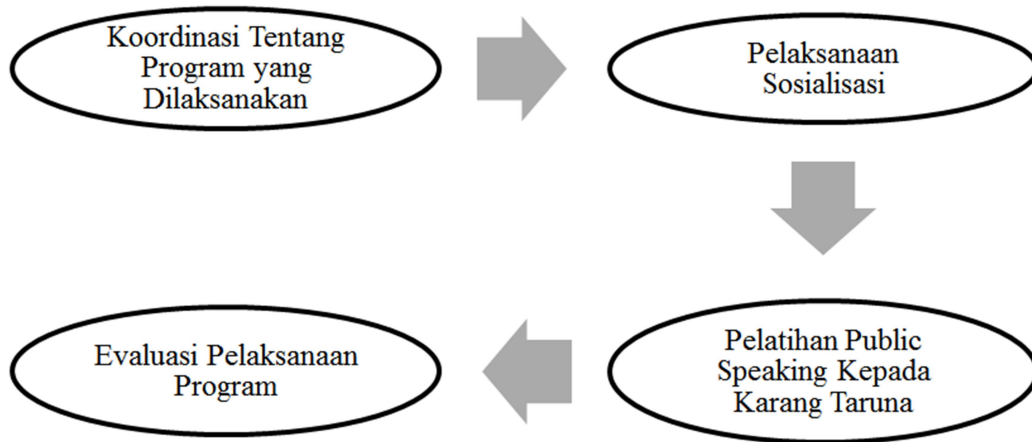 Koordinasi Tentang
Program yang
Dilaksanakan
Pelaksanaan
Sosialisasi
Pelatihan Public
Speaking Kepada
Karang Taruna
Evaluasi Pelaksanaan
Program